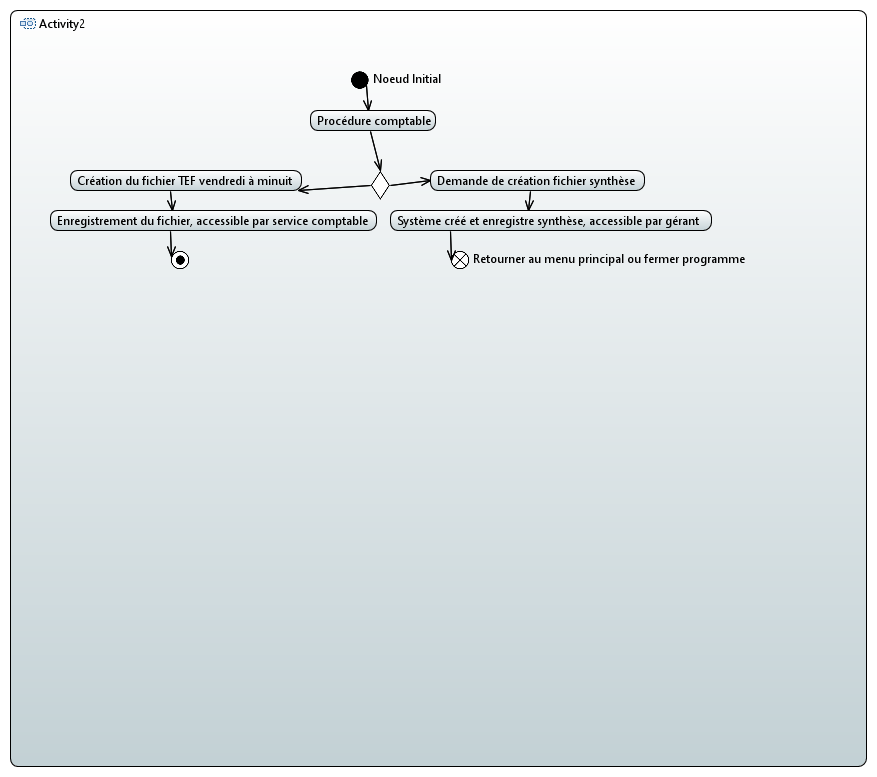 Activity2
Noeud Initial
Procédure comptable
Création du fichier TEF vendredi à minuit
Demande de création fichier synthèse
Enregistrement du fichier, accessible par service comptable
Système créé et enregistre synthèse, accessible par gérant
Retourner au menu principal ou fermer programme